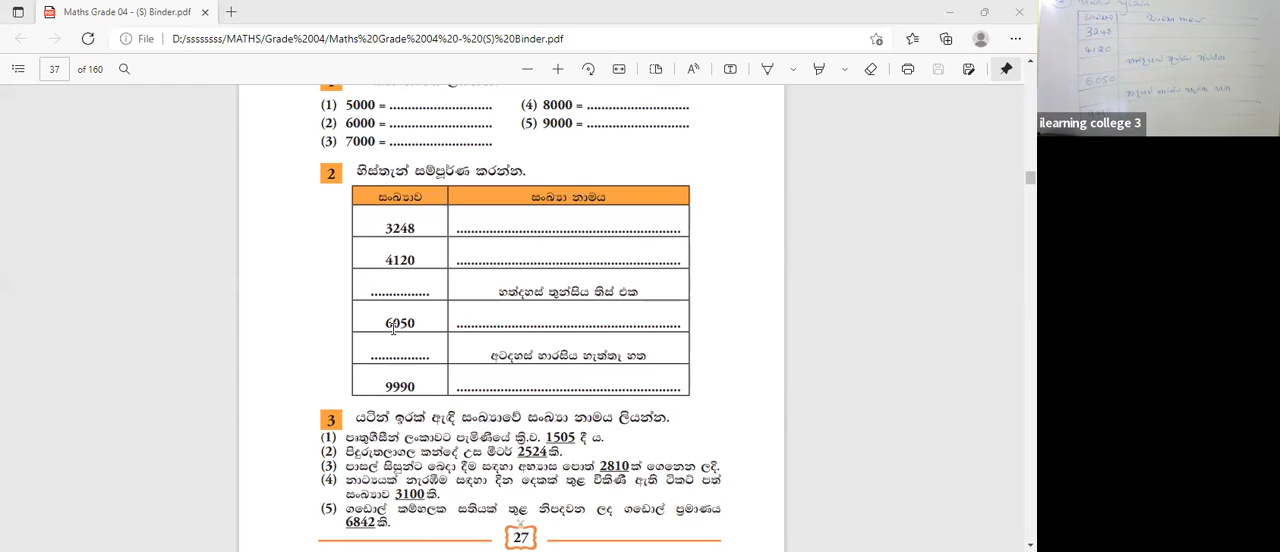 Maths Grade 04 - (S) Binder.pdf
File
D:/ssssssss/MATHS/Grade%2004/Maths%20Grade%2004%20-%20(S)%20Binder.pdf
37 of 160
(1) 5000 = ............................
(4) 8000 = ............................
(2) 6000 = ............................
(5) 9000 = ............................
(3) 7000 = ............................
2 හිස්තැන් සම්පූර්ණ කරන්න.
සංඛ්‍යාව සංඛ්‍යා නාමය
3248 ............................................................
4120 ............................................................
................ හත්දහස් තුන්සිය තිස් එක
6050 ............................................................
................ අටදහස් හාරසිය හැත්තෑ හත
9990 ............................................................
3 යටින් ඉරක් ඇඳි සංඛ්‍යාවේ සංඛ්‍යා නාමය ලියන්න.
(1) පෘතුගීසීන් ලංකාවට පැමිණියේ ක්‍රි.ව. 1505 දී ය.
(2) පිදුරුතලාගල කන්දේ උස මීටර් 2524කි.
(3) පාසල් සිසුන්ට බෙදා දීම සඳහා අභ්‍යාස පොත් 2810ක් ගෙනෙන ලදි.
(4) නාට්‍යයක් නැරඹීම සඳහා දින දෙකක් තුළ විකිණී ඇති ටිකට් පත්
සංඛ්‍යාව 3100කි.
(5) ගඩොල් කම්හලක සතියක් තුළ නිපදවන ලද ගඩොල් ප්‍රමාණය
6842කි.
27
3248
4120
6050
ilearning college 3